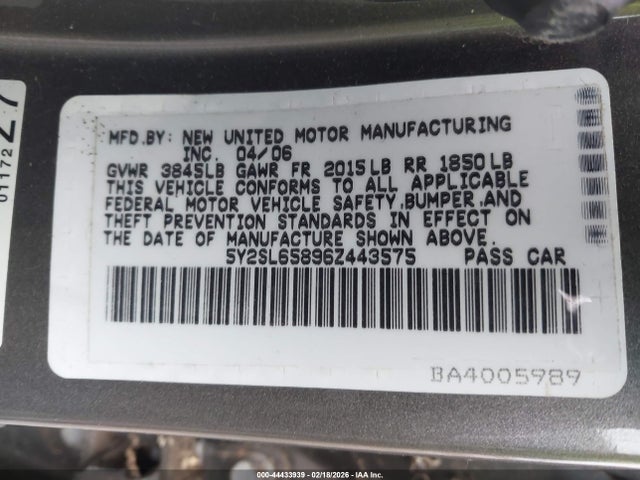 MFD.BY: NEW UNITED MOTOR MANUFACTURING
INC. 04/06
GVWR 3845LB GAWR FR 2015LB RR 1850LB
THIS VEHICLE CONFORMS TO ALL APPLICABLE
FEDERAL MOTOR VEHICLE SAFETY,BUMPER,AND
THEFT PREVENTION STANDARDS IN EFFECT ON
THE DATE OF MANUFACTURE SHOWN ABOVE.
5Y2SL65896Z443575 PASS CAR
BA4005989
01172
27
000-44433939 - 02/18/2026 - IAA Inc.